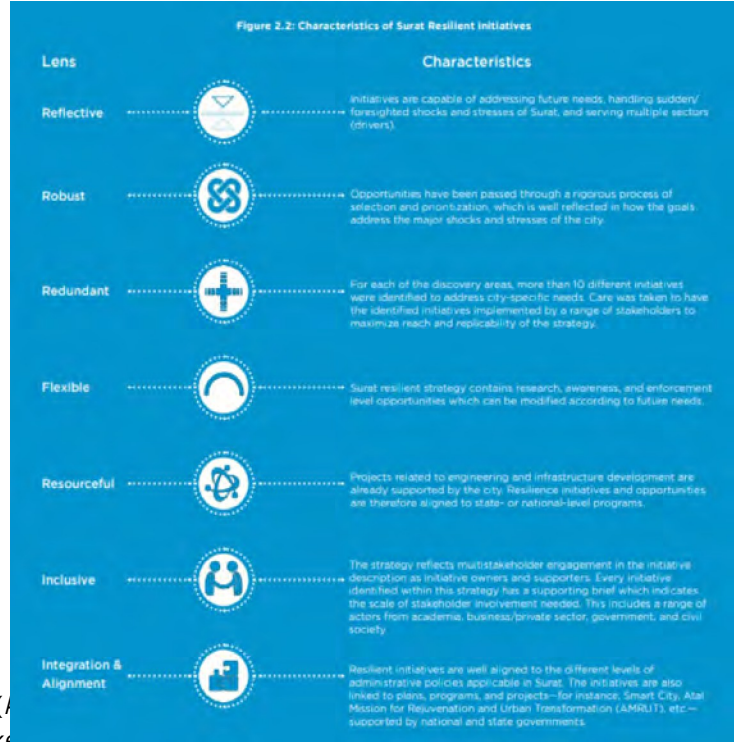 Figure 2.2: Characteristics of Surat Resilient Initiatives
Lens
Characteristics
Reflective
Initiatives are capable of addressing future needs, handling sudden/
foresighted shocks and stresses of Surat, and serving multiple sectors
(drivers).
Robust
Opportunities have been passed through a rigorous process of
selection and prioritization, which is well reflected in how the goals
address the major shocks and stresses of the city.
Redundant
For each of the discovery areas, more than 10 different initiatives
were identified to address city-specific needs. Care was taken to have
the identified initiatives implemented by a range of stakeholders to
maximize reach and replicability of the strategy.
Flexible
Surat resilient strategy contains research, awareness, and enforcement
level opportunities which can be modified according to future needs.
Resourceful
Projects related to engineering and infrastructure development are
already supported by the city. Resilience initiatives and opportunities
are therefore aligned to state- or national-level programs.
Inclusive
The strategy reflects multistakeholder engagement in the initiative
description as initiative owners and supporters. Every initiative
identified within this strategy has a supporting brief which indicates
the scale of stakeholder involvement needed. This includes a range of
actors from academia, business/private sector, government, and civil
society.
Integration &
Alignment
Resilient initiatives are well aligned to the different levels of
administrative policies applicable in Surat. The initiatives are also
linked to plans, programs, and projects—for instance, Smart City, Atal
Mission for Rejuvenation and Urban Transformation (AMRUT), etc.—
supported by national and state governments.